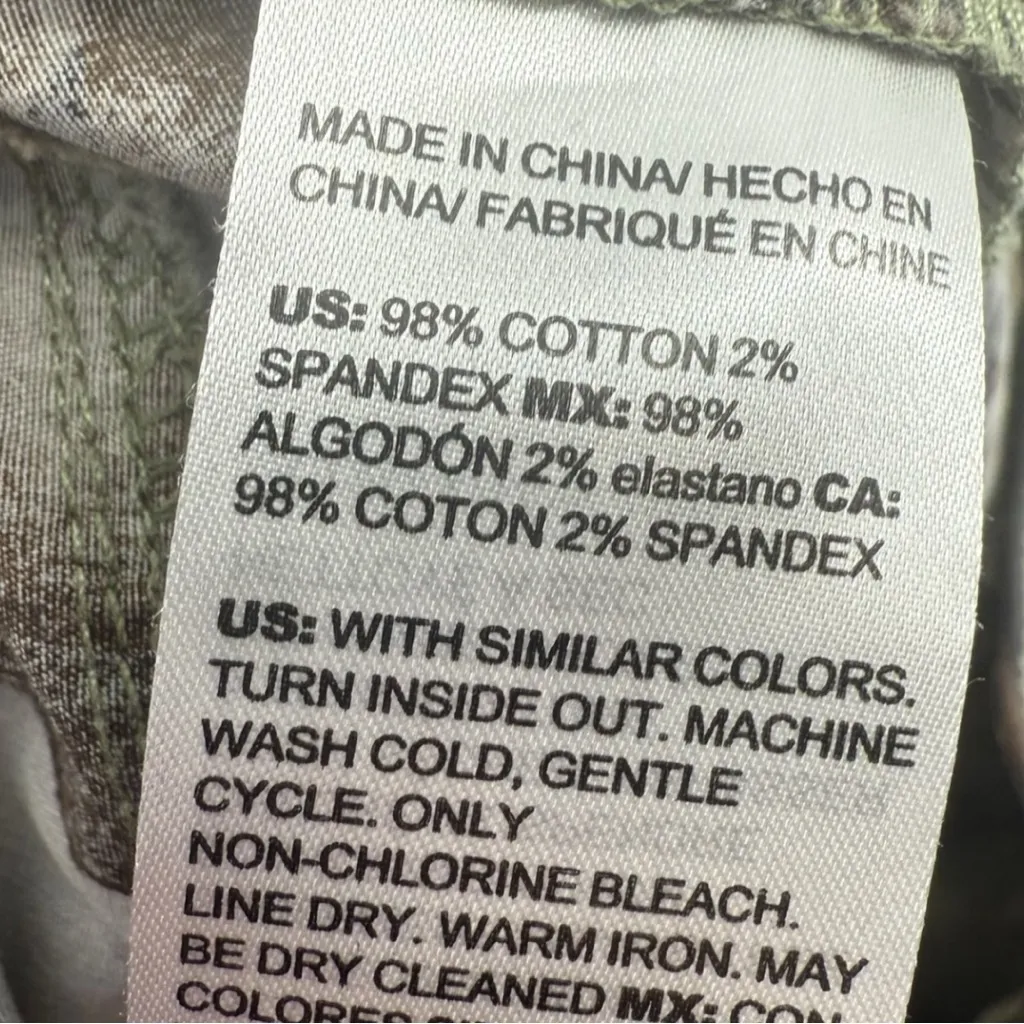 MADE IN CHINA/ HECHO EN
CHINA/ FABRIQUÉ EN CHINE
US: 98% COTTON 2%
SPANDEX MX: 98%
ALGODÓN 2% elastano CA:
98% COTON 2% SPANDEX
US: WITH SIMILAR COLORS.
TURN INSIDE OUT. MACHINE
WASH COLD, GENTLE
CYCLE. ONLY
NON-CHLORINE BLEACH.
LINE DRY. WARM IRON. MAY
BE DRY CLEANED MX: CON
COLORES